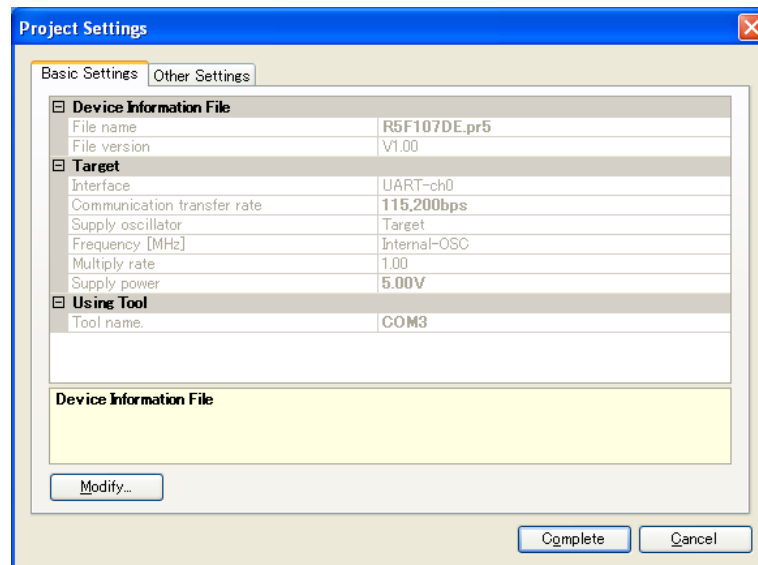 Project Settings
Basic Settings Other Settings
Device Information File
File name R5F107DE.pr5
File version V1.00
Target
Interface UART-ch0
Communication transfer rate 115,200bps
Supply oscillator Target
Frequency [MHz] Internal-OSC
Multiply rate 1.00
Supply power 5.00V
Using Tool
Tool name. COM3
Device Information File
Modify...
Complete Cancel